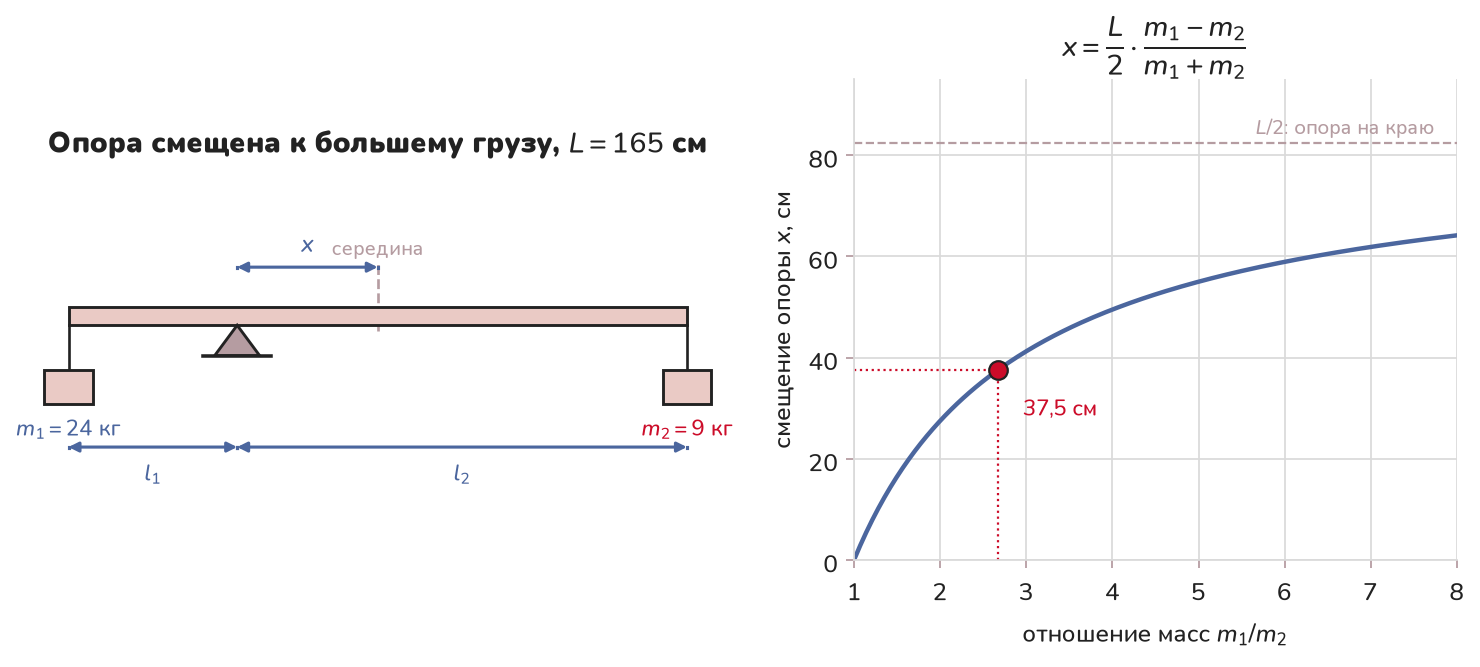 Опора смещена к большему грузу, L = 165 см
x
середина
m₁ = 24 кг
m₂ = 9 кг
l₁
l₂
x = L/2 · (m₁ − m₂)/(m₁ + m₂)
L/2: опора на краю
смещение опоры x, см
80
60
40
20
0
37,5 см
1 2 3 4 5 6 7 8
отношение масс m₁/m₂